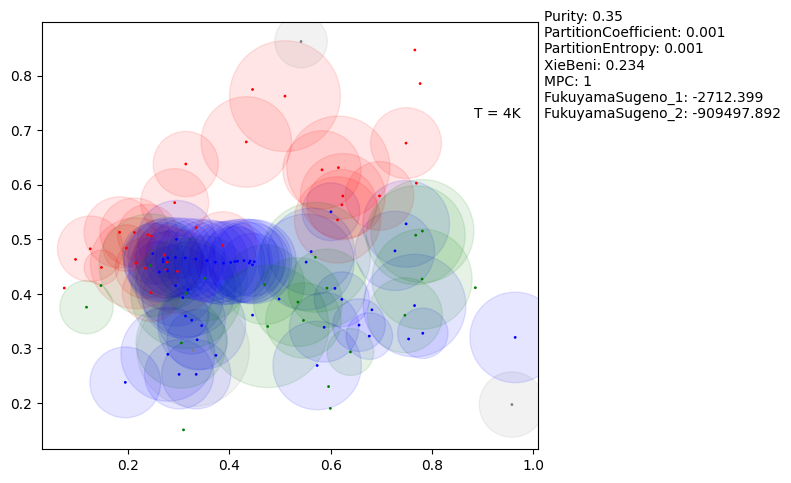 Purity: 0.35
PartitionCoefficient: 0.001
PartitionEntropy: 0.001
XieBeni: 0.234
MPC: 1
FukuyamaSugeno_1: -2712.399
FukuyamaSugeno_2: -909497.892
T = 4K
0.8
0.7
0.6
0.5
0.4
0.3
0.2
0.2 0.4 0.6 0.8 1.0